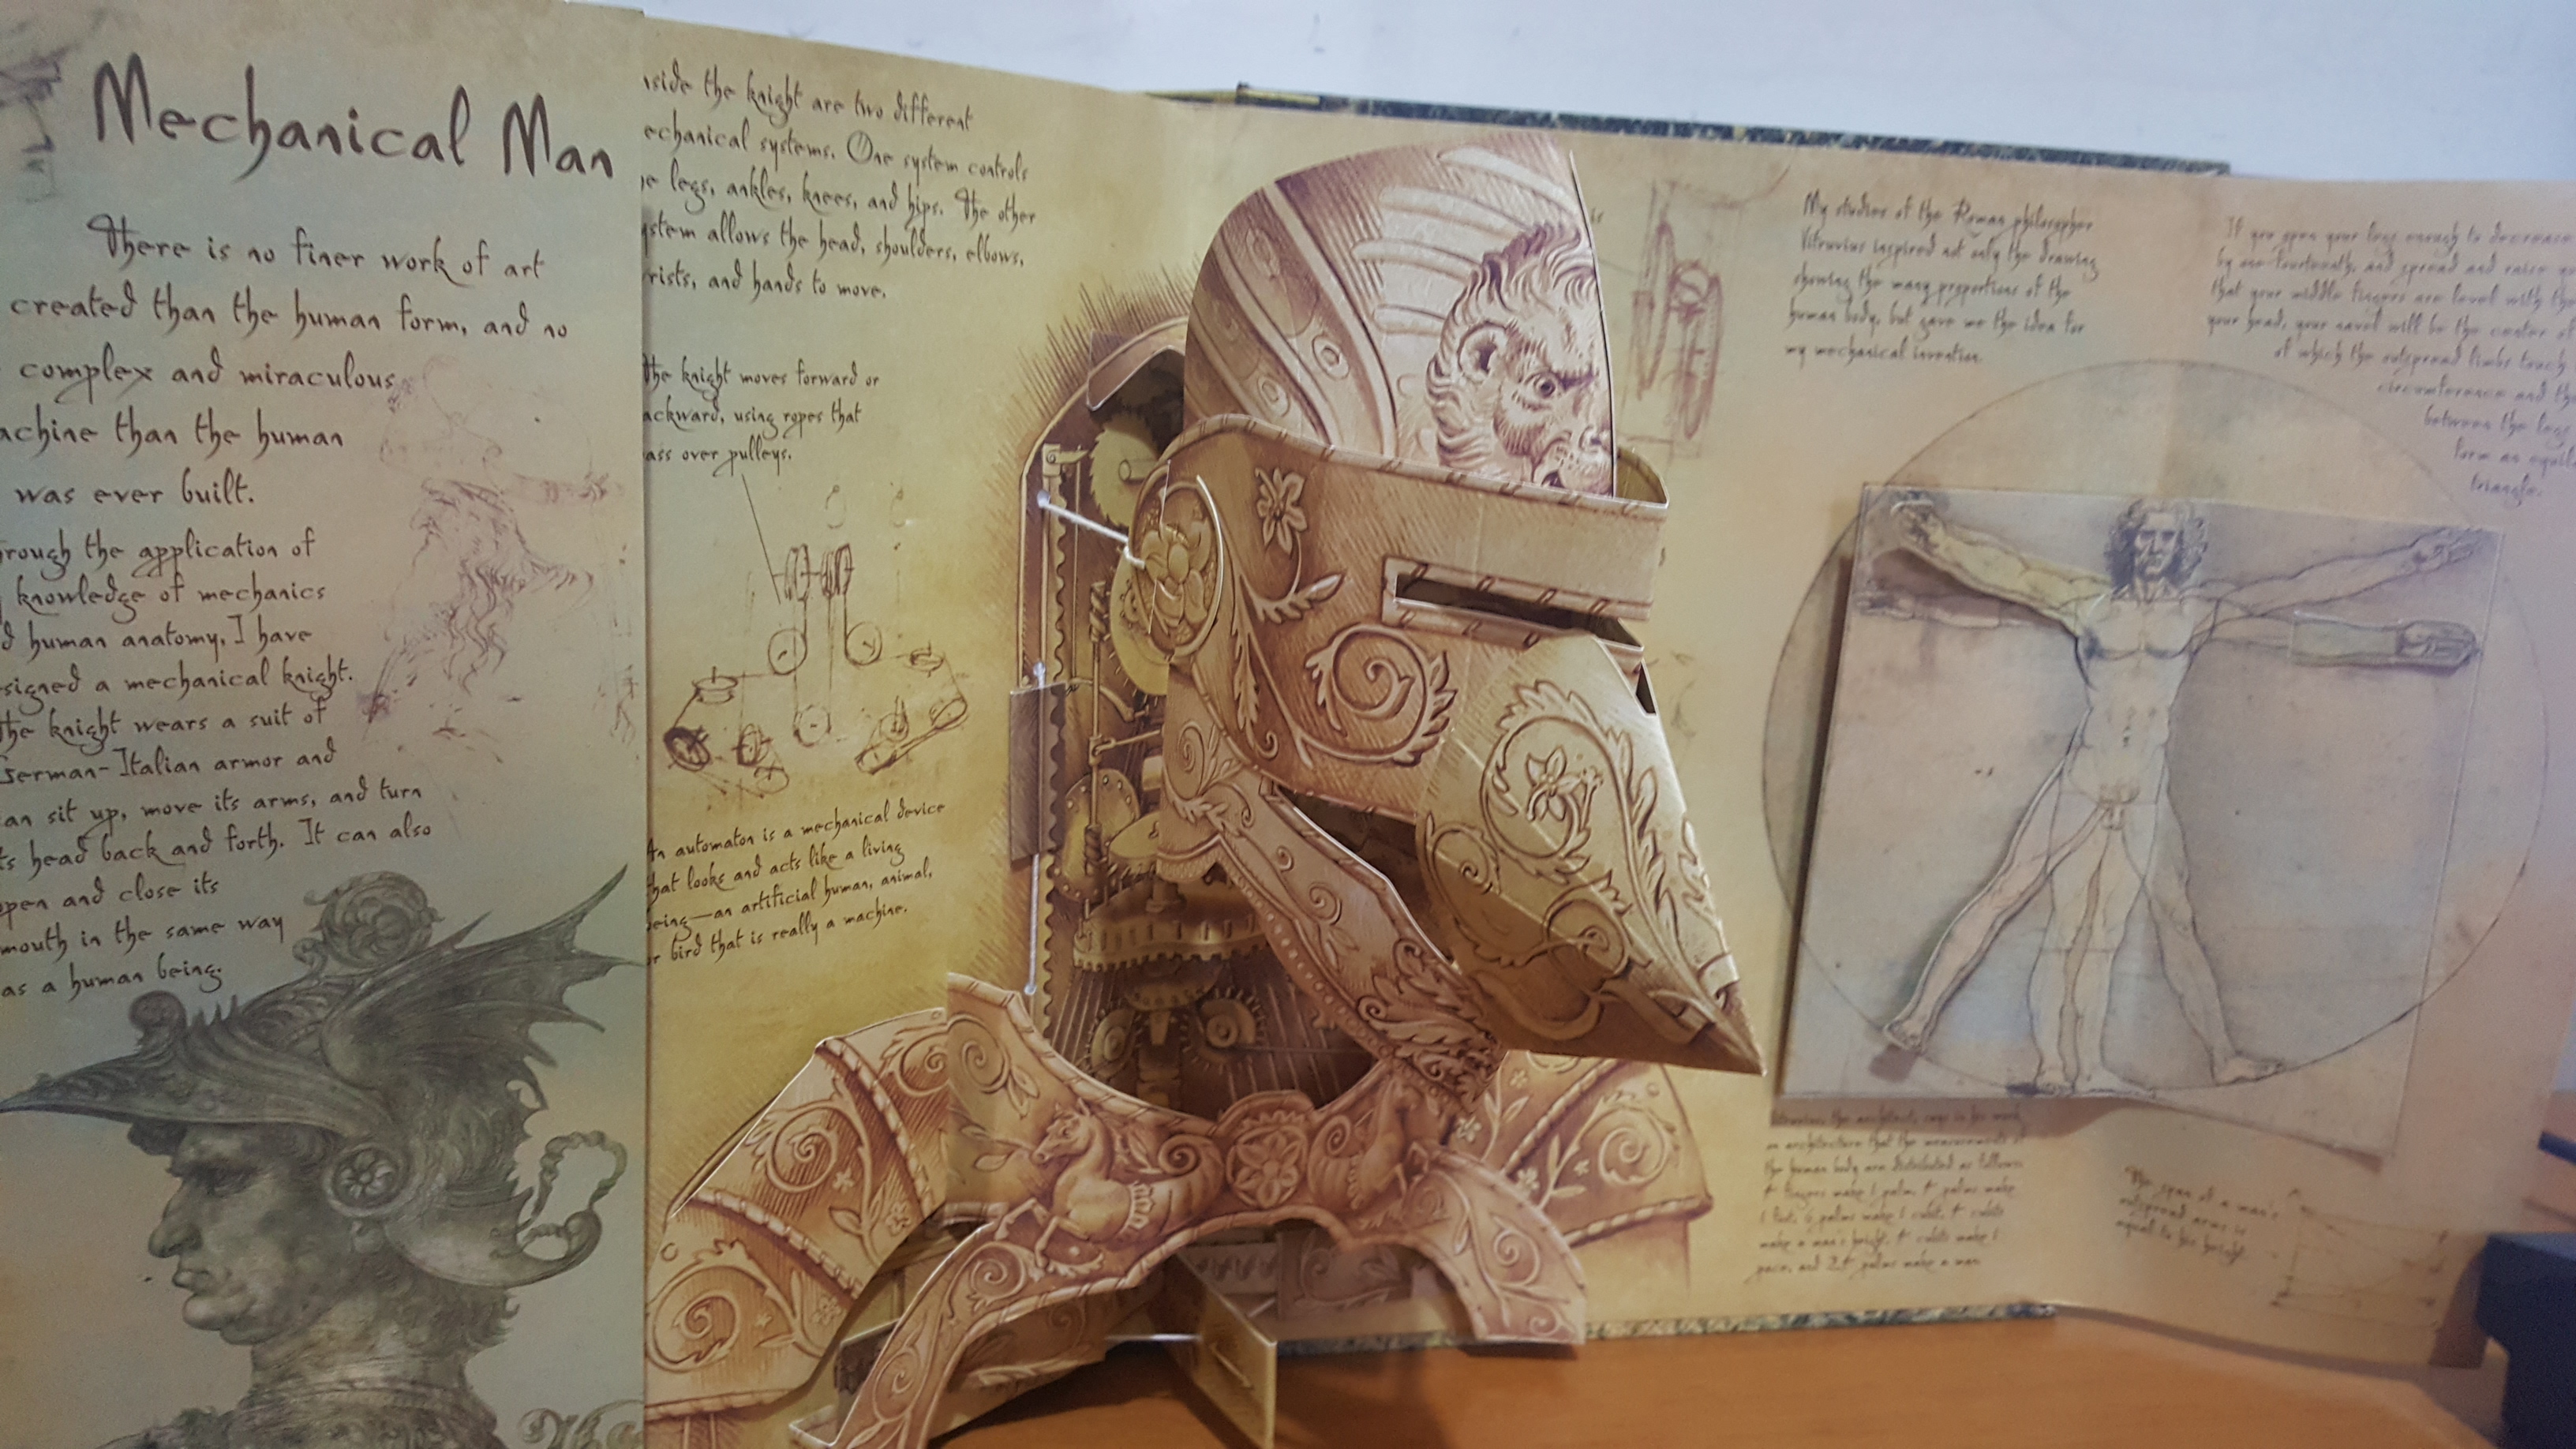 Mechanical Man
There is no finer work of art
created than the human form, and no
complex and miraculous
achine than the human
was ever built.
rough the application of
knowledge of mechanics
d human anatomy, I have
signed a mechanical knight.
the knight wears a suit of
German-Italian armor and
an sit up, move its arms, and turn
ts head back and forth. It can also
open and close its
mouth in the same way
as a human being.
nside the knight are two different
echanical systems. One system controls
he legs, ankles, knees, and hips. The other
ystem allows the head, shoulders, elbows,
rists, and hands to move.
The knight moves forward or
ackward, using ropes that
ass over pulleys.
An automaton is a mechanical device
that looks and acts like a living
being—an artificial human, animal,
or bird that is really a machine.
is
My studies of the Roman philosopher
Vitruvius inspired not only the drawing
showing the many proportions of the
human body, but gave me the idea for
my mechanical invention.
If you open your legs enough to decrease
by one-fourteenth, and spread and raise
that your middle fingers are level with the
your head, your navel will be the center of
of which the outspread limbs touch
circumference and the
between the legs
form an equil
triangle.
Vitruvius, the architect, says in his work
on architecture that the measurements of
the human body are distributed as follows:
4 fingers make 1 palm, 4 palms make
1 foot, 6 palms make 1 cubit, 4 cubits
make a man's height, 4 cubits make 1
pace, and 24 palms make a man.
The span of a man's
outspread arms is
equal to his height.